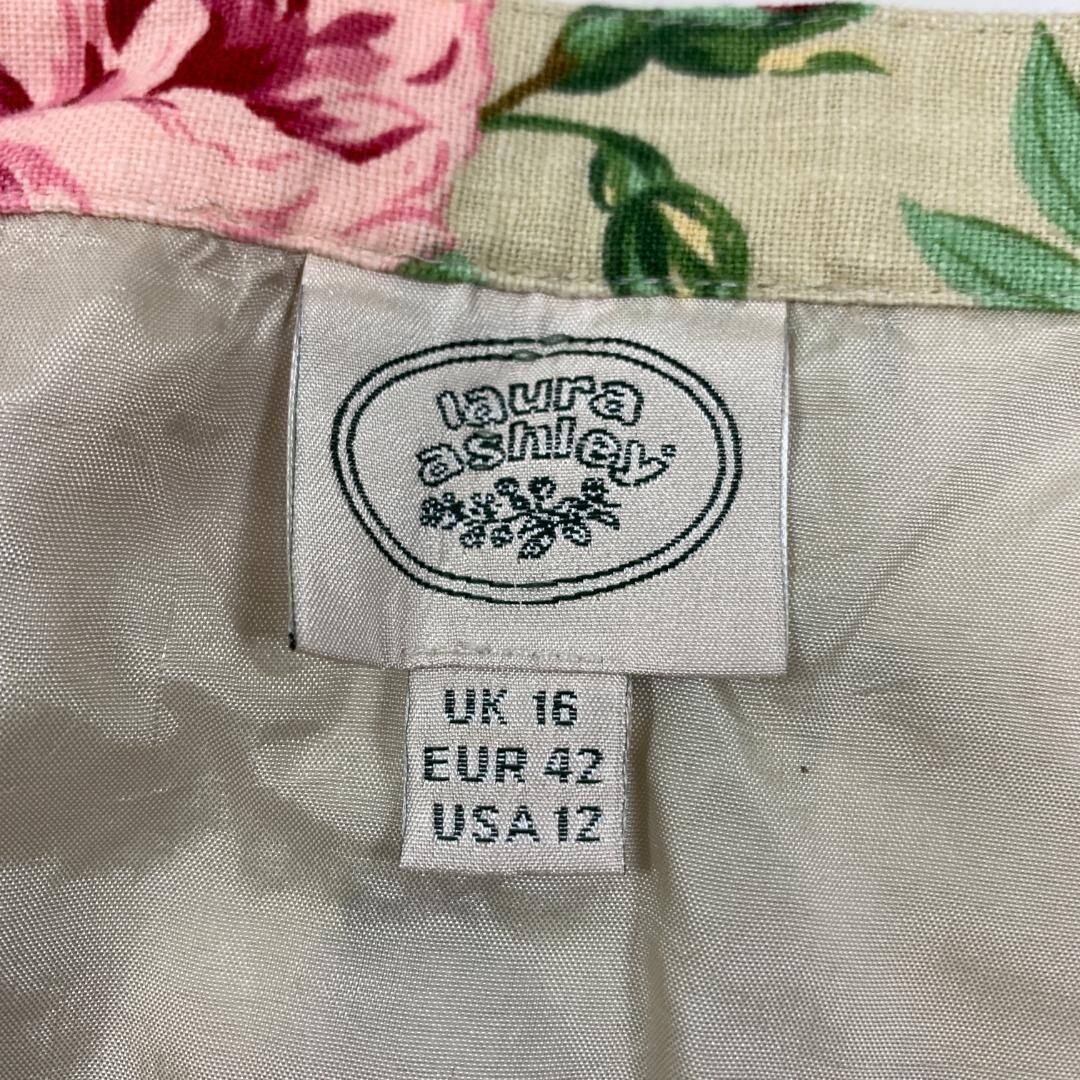 laura
ashley
UK 16
EUR 42
USA 12